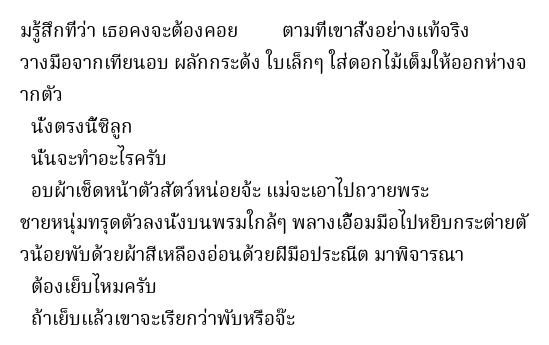 มรู้สึกที่ว่า เธอคงจะต้องคอย ตามที่เขาสั่งอย่างแท้จริง
วางมือจากเทียนอบ ผลักกระด้ง ใบเล็กๆ ใส่ดอกไม้เต็มให้ออกห่างจ
ากตัว
นั่งตรงนี้ซิลูก
นั่นจะทำอะไรครับ
อบผ้าเช็ดหน้าตัวสัตว์หน่อยจ้ะ แม่จะเอาไปถวายพระ
ชายหนุ่มทรุดตัวลงนั่งบนพรมใกล้ๆ พลางเอื้อมมือไปหยิบกระต่ายตั
วน้อยพับด้วยผ้าสีเหลืองอ่อนด้วยฝีมือประณีต มาพิจารณา
ต้องเย็บไหมครับ
ถ้าเย็บแล้วเขาจะเรียกว่าพับหรือจ๊ะ